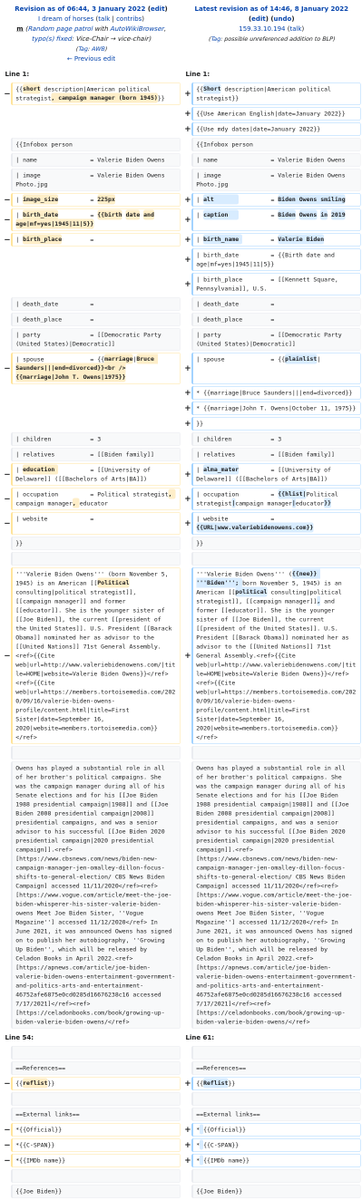 Revision as of 06:44, 3 January 2022 (edit)
I dream of horses (talk | contribs)
m (Random page patrol with AutoWikiBrowser,
typo(s) fixed: Vice-Chair → vice-chair)
(Tag: AWB)
← Previous edit
Latest revision as of 14:46, 8 January 2022
(edit) (undo)
159.33.10.194 (talk)
(Tag: possible unreferenced addition to BLP)
Line 1:
Line 1:
− {{short description|American political
strategist, campaign manager (born 1945)}}
+ {{Short description|American political
strategist}}
+ {{Use American English|date=January 2022}}
+ {{Use mdy dates|date=January 2022}}
{{Infobox person
| name = Valerie Biden Owens
| image = Valerie Biden Owens
Photo.jpg
− | image_size = 225px
− | birth_date = {{birth date and
age|mf=yes|1945|11|5}}
− | birth_place =
{{Infobox person
| name = Valerie Biden Owens
| image = Valerie Biden Owens
Photo.jpg
+ | alt = Biden Owens smiling
+ | caption = Biden Owens in 2019
+ | birth_name = Valerie Biden
+ | birth_date = {{Birth date and
age|mf=yes|1945|11|5}}
+ | birth_place = [[Kennett Square,
Pennsylvania]], U.S.
| death_date =
| death_place =
| party = [[Democratic Party
(United States)|Democratic]]
− | spouse = {{marriage|Bruce
Saunders|||end=divorced}}<br />
{{marriage|John T. Owens|1975}}
| death_date =
| death_place =
| party = [[Democratic Party
(United States)|Democratic]]
+ | spouse = {{plainlist|
+ * {{marriage|Bruce Saunders|||end=divorced}}
+ * {{marriage|John T. Owens|October 11, 1975}}
+ }}
| children = 3
| relatives = [[Biden family]]
− | education = [[University of
Delaware]] ([[Bachelors of Arts|BA]])
− | occupation = Political strategist,
campaign manager, educator
− | website =
}}
| children = 3
| relatives = [[Biden family]]
+ | alma_mater = [[University of
Delaware]] ([[Bachelors of Arts|BA]])
+ | occupation = {{hlist|Political
strategist|campaign manager|educator}}
+ | website =
{{URL|www.valeriebidenowens.com}}
}}
− '''Valerie Biden Owens''' (born November
5, 1945) is an American [[Political
consulting|political strategist]],
[[campaign manager]] and former
[[educator]]. She is the younger sister of
[[Joe Biden]], the current [[president of
the United States]]. U.S. President [[Barack
Obama]] nominated her as advisor to the
[[United Nations]] 71st General Assembly.
<ref>{{Cite
web|url=http://www.valeriebidenowens.com/|tit
le=HOME|website=Valerie Biden Owens}}</ref>
<ref>{{Cite
web|url=https://members.tortoisemedia.com/202
0/09/16/valerie-biden-owens-
profile/content.html|title=First
Sister|date=September 16,
2020|website=members.tortoisemedia.com}}
</ref>
+ '''Valerie Biden Owens''' ({{nee}}
'''Biden'''; born November 5, 1945) is an
American [[political consulting|political
strategist]], [[campaign manager]], and
former [[educator]]. She is the younger
sister of [[Joe Biden]], the current
[[president of the United States]]. U.S.
President [[Barack Obama]] nominated her as
advisor to the [[United Nations]] 71st
General Assembly.<ref>{{Cite
web|url=http://www.valeriebidenowens.com/|tit
le=HOME|website=Valerie Biden Owens}}</ref>
<ref>{{Cite
web|url=https://members.tortoisemedia.com/202
0/09/16/valerie-biden-owens-
profile/content.html|title=First
Sister|date=September 16,
2020|website=members.tortoisemedia.com}}
</ref>
Owens has played a substantial role in all
of her brother's political campaigns. She
was the campaign manager during all of his
Senate elections and for his [[Joe Biden
1988 presidential campaign|1988]] and [[Joe
Biden 2008 presidential campaign|2008]]
presidential campaigns, and was a senior
advisor to his successful [[Joe Biden 2020
presidential campaign|2020 presidential
campaign]].<ref>
[https://www.cbsnews.com/news/biden-new-
campaign-manager-jen-omalley-dillon-focus-
shifts-to-general-election/ CBS News Biden
Campaign] accessed 11/11/2020</ref><ref>
[https://www.vogue.com/article/meet-the-joe-
biden-whisperer-his-sister-valerie-biden-
owens Meet Joe Biden Sister, ''Vogue
Magazine''] accessed 11/12/2020</ref> In
June 2021, it was announced Owens has signed
on to publish her autobiography, ''Growing
Up Biden'', which will be released by
Celadon Books in April 2022.<ref>
[https://apnews.com/article/joe-biden-
valerie-biden-owens-entertainment-government-
and-politics-arts-and-entertainment-
46752afe6875e0cd0285d16676238c16 accessed
7/17/2021]</ref><ref>
[https://celadonbooks.com/book/growing-up-
biden-valerie-biden-owens/</ref>
Owens has played a substantial role in all
of her brother's political campaigns. She
was the campaign manager during all of his
Senate elections and for his [[Joe Biden
1988 presidential campaign|1988]] and [[Joe
Biden 2008 presidential campaign|2008]]
presidential campaigns, and was a senior
advisor to his successful [[Joe Biden 2020
presidential campaign|2020 presidential
campaign]].<ref>
[https://www.cbsnews.com/news/biden-new-
campaign-manager-jen-omalley-dillon-focus-
shifts-to-general-election/ CBS News Biden
Campaign] accessed 11/11/2020</ref><ref>
[https://www.vogue.com/article/meet-the-joe-
biden-whisperer-his-sister-valerie-biden-
owens Meet Joe Biden Sister, ''Vogue
Magazine''] accessed 11/12/2020</ref> In
June 2021, it was announced Owens has signed
on to publish her autobiography, ''Growing
Up Biden'', which will be released by
Celadon Books in April 2022.<ref>
[https://apnews.com/article/joe-biden-
valerie-biden-owens-entertainment-government-
and-politics-arts-and-entertainment-
46752afe6875e0cd0285d16676238c16 accessed
7/17/2021]</ref><ref>
[https://celadonbooks.com/book/growing-up-
biden-valerie-biden-owens/</ref>
Line 54:
Line 61:
==References==
− {{reflist}}
==References==
+ {{Reflist}}
==External links==
− *{{Official}}
− *{{C-SPAN}}
− *{{IMDb name}}
==External links==
+ * {{Official}}
+ * {{C-SPAN}}
+ * {{IMDb name}}
{{Joe Biden}}
{{Joe Biden}}